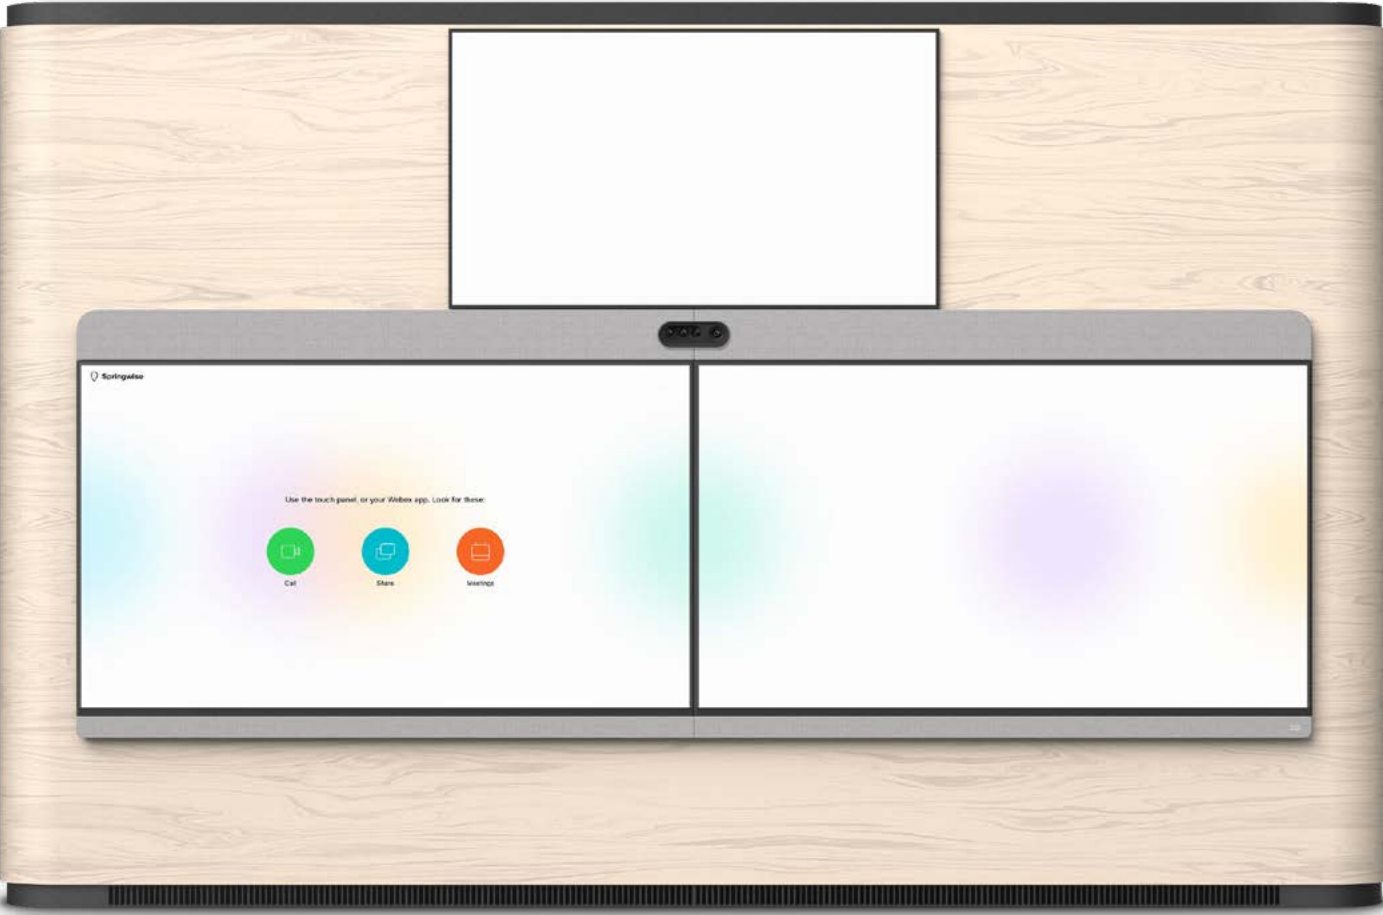 Springwise
Use the touch panel, or your Webex app. Look for these:
Call
Share
Meetings